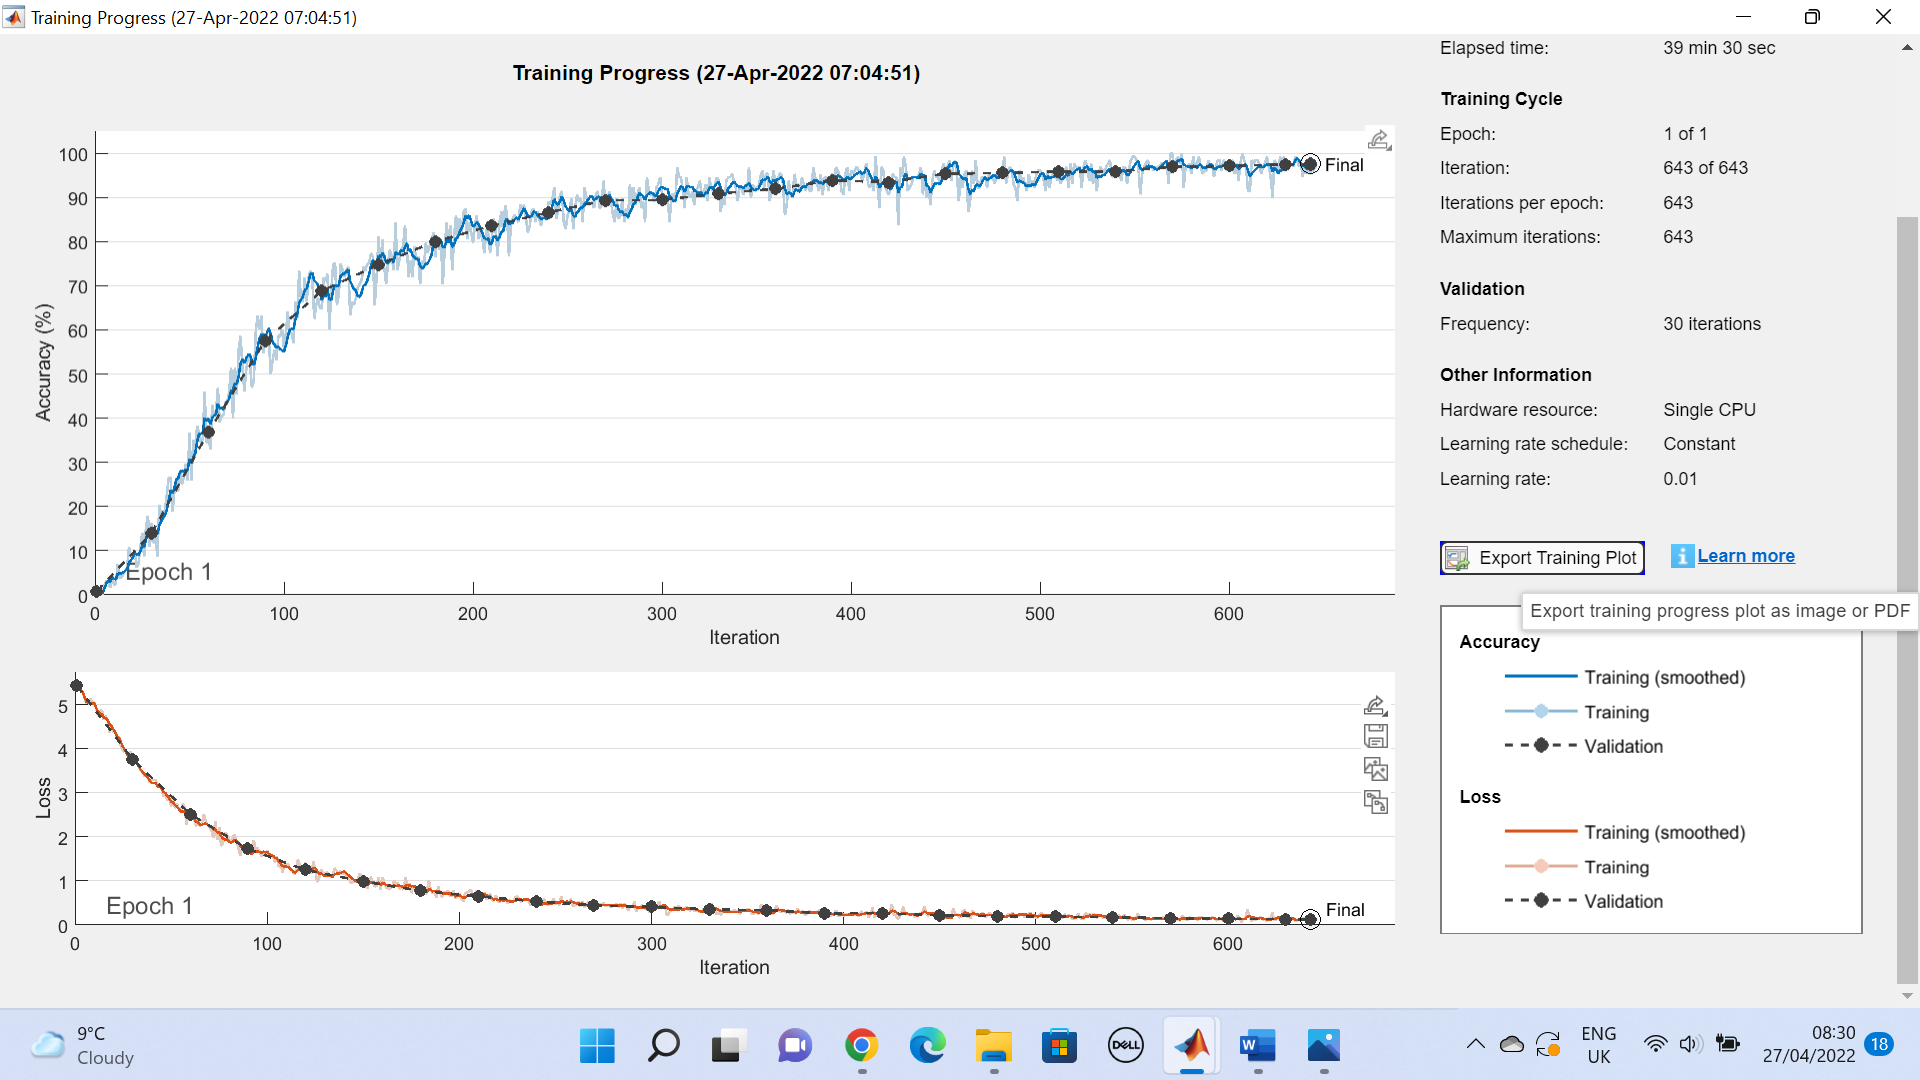 Training Progress (27-Apr-2022 07:04:51)
Training Progress (27-Apr-2022 07:04:51)
100
90
80
70
60
50
40
30
20
10
0
Accuracy (%)
Final
Epoch 1
0 100 200 300 400 500 600
Iteration
5
4
3
2
1
0
Loss
Final
Epoch 1
0 100 200 300 400 500 600
Iteration
Elapsed time: 39 min 30 sec
Training Cycle
Epoch: 1 of 1
Iteration: 643 of 643
Iterations per epoch: 643
Maximum iterations: 643
Validation
Frequency: 30 iterations
Other Information
Hardware resource: Single CPU
Learning rate schedule: Constant
Learning rate: 0.01
Export Training Plot
i Learn more
Export training progress plot as image or PDF
Accuracy
Training (smoothed)
Training
Validation
Loss
Training (smoothed)
Training
Validation
9°C
Cloudy
DELL
W
ENG
UK
08:30
27/04/2022
18